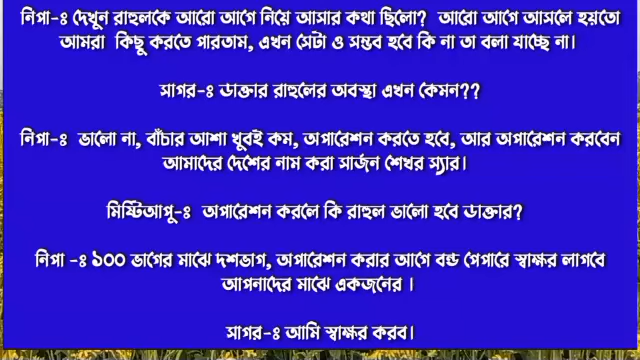 নিপা-ঃ দেখুন রাহুলকে আরো আগে নিয়ে আসার কথা ছিলো?  আরো আগে আসলে হয়তো
আমরা  কিছু করতে পারতাম, এখন সেটা ও সম্ভব হবে কি না তা বলা যাচ্ছে না।
সাগর-ঃ ডাক্তার রাহুলের অবস্থা এখন কেমন??
নিপা-ঃ  ভালো না, বাঁচার আশা খুবই কম, অপারেশন করতে হবে, আর অপারেশন করবেন
আমাদের দেশের নাম করা সার্জন শেখর স্যার।
মিষ্টিআপু-ঃ  অপারেশন করলে কি রাহুল ভালো হবে ডাক্তার?
নিপা -ঃ ১০০ ভাগের মাঝে দশভাগ, অপারেশন করার আগে বন্ড পেপারে স্বাক্ষর লাগবে
আপনাদের মাঝে একজনের ।
সাগর-ঃ আমি স্বাক্ষর করব।